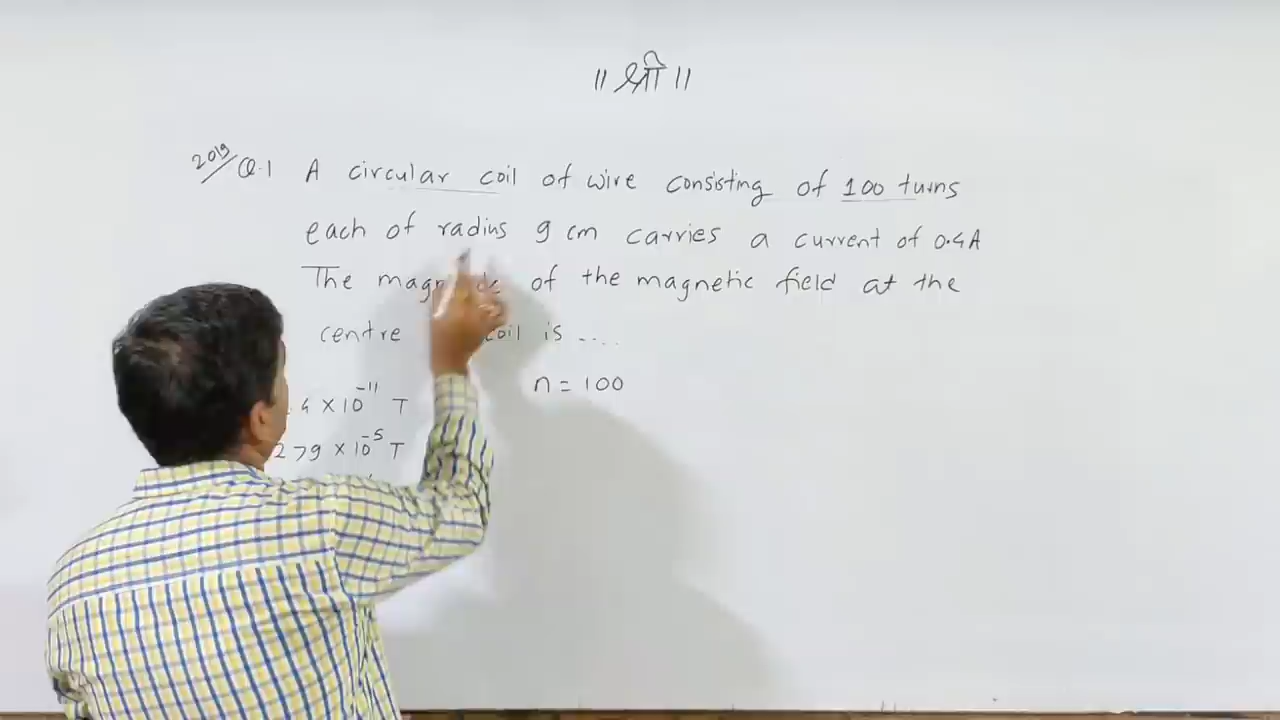 ॥ श्री ॥
2019/ Q.1 A circular coil of wire consisting of 100 turns
each of radius 9 cm carries a current of 0.4A
The of the magnetic field at the
centre coil is ....
n = 100
4 × 10⁻¹¹ T
279 × 10⁻⁵ T